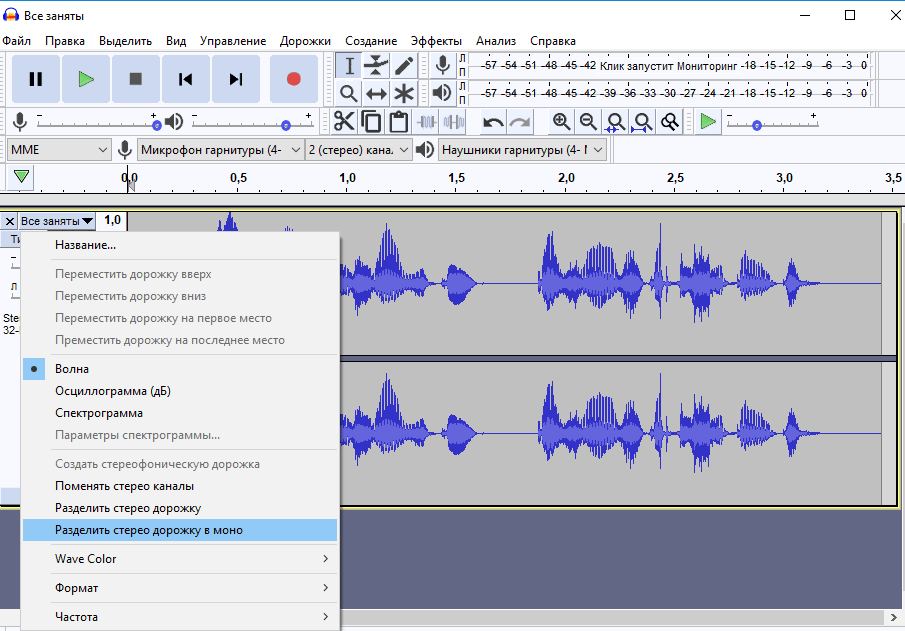 Все заняты
Файл Правка Выделить Вид Управление Дорожки Создание Эффекты Анализ Справка
Л П -57 -54 -51 -48 -45 -42 Клик запустит Мониторинг -18 -15 -12 -9 -6 -3 0
Л П -57 -54 -51 -48 -45 -42 -39 -36 -33 -30 -27 -24 -21 -18 -15 -12 -9 -6 -3 0
- + - + - +
MME Микрофон гарнитуры (4- 2 (стерео) кана. Наушники гарнитуры (4-
0,0 0,5 1,0 1,5 2,0 2,5 3,0 3,5
Все заняты 1,0
Название...
Переместить дорожку вверх
Переместить дорожку вниз
Переместить дорожку на первое место
Преместить дорожку на последнее место
Волна
Осциллограмма (дБ)
Спектрограмма
Параметры спектрограммы...
Создать стереофоническую дорожка
Поменять стерео каналы
Разделить стерео дорожку
Разделить стерео дорожку в моно
Wave Color
Формат
Частота
Ти
-
Л
Ste
32-